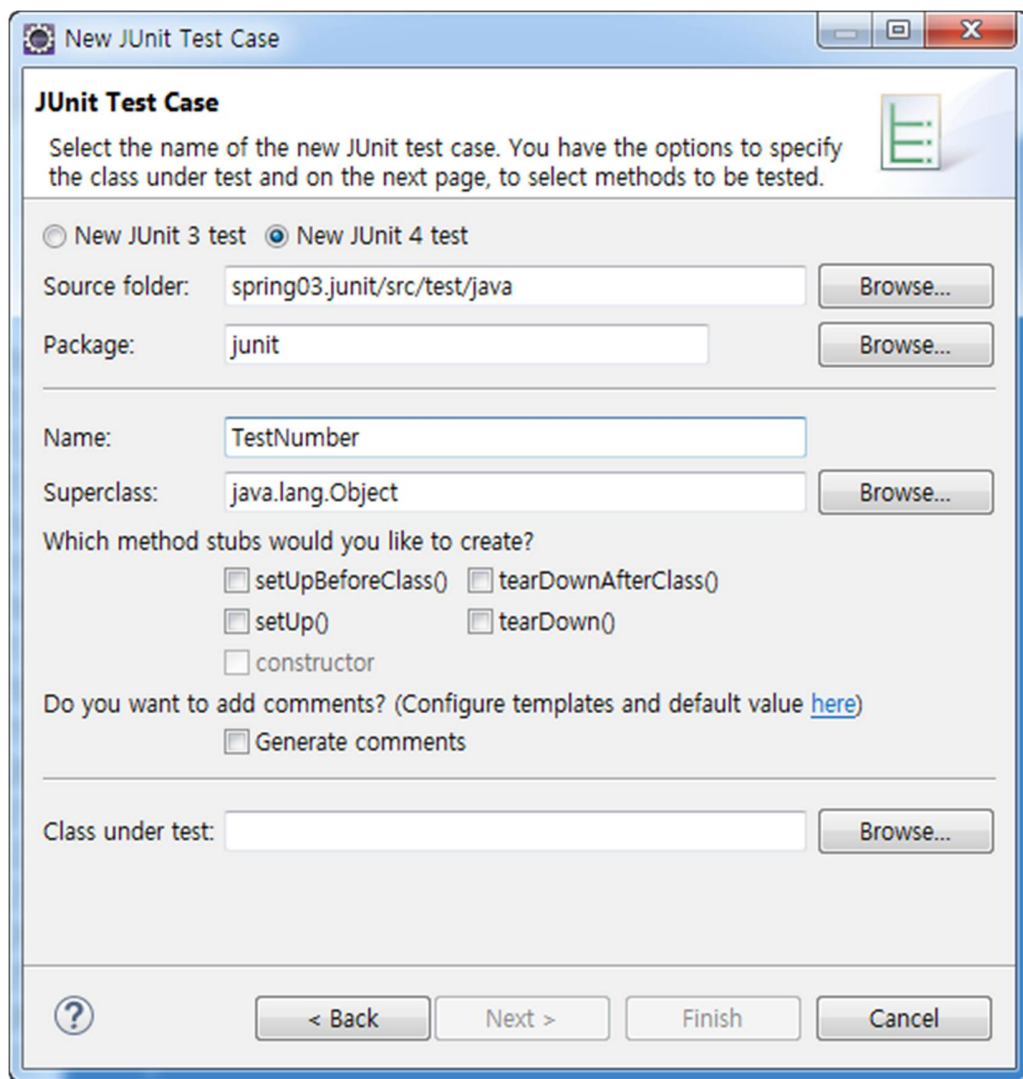 New JUnit Test Case
JUnit Test Case
Select the name of the new JUnit test case. You have the options to specify
the class under test and on the next page, to select methods to be tested.
New JUnit 3 test New JUnit 4 test
Source folder: spring03.junit/src/test/java Browse...
Package: junit Browse...
Name: TestNumber
Superclass: java.lang.Object Browse...
Which method stubs would you like to create?
setUpBeforeClass() tearDownAfterClass()
setUp() tearDown()
constructor
Do you want to add comments? (Configure templates and default value here)
Generate comments
Class under test: Browse...
? < Back Next > Finish Cancel